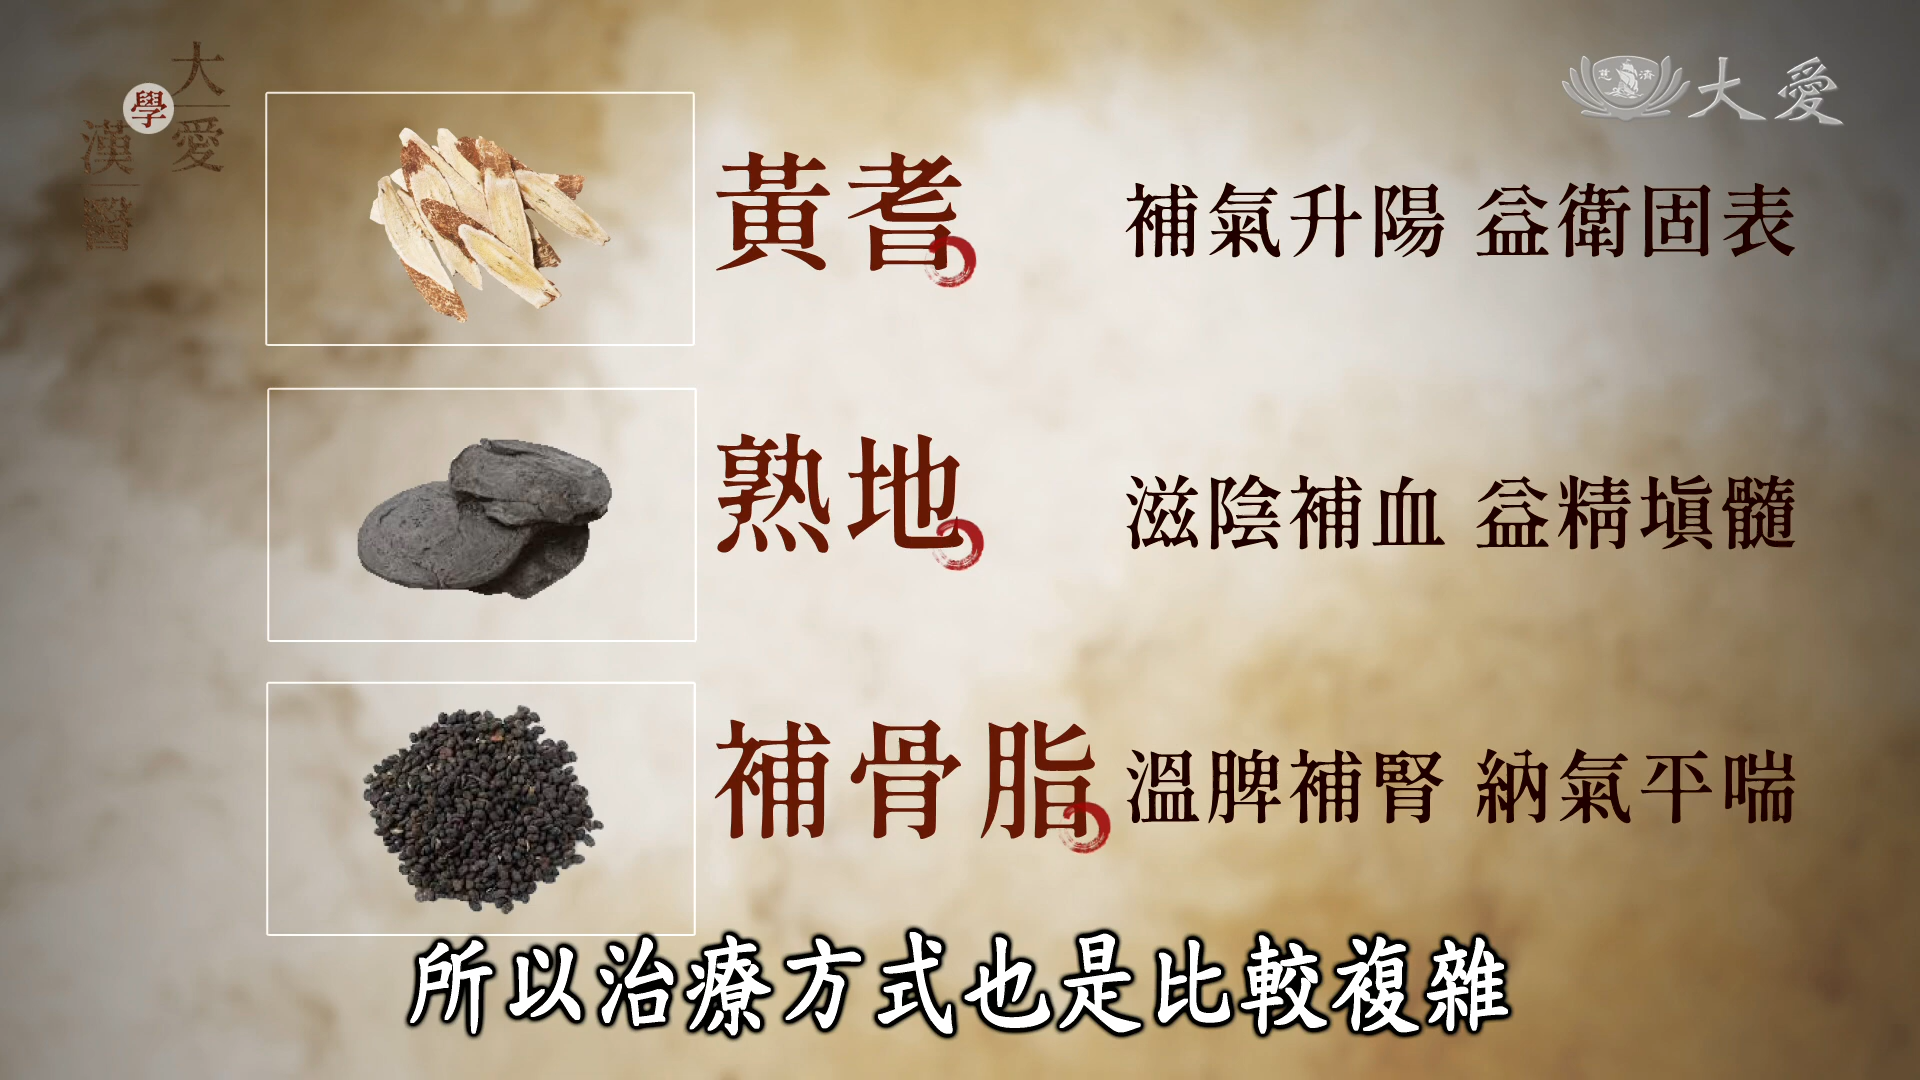 大愛
學
漢醫
慈濟
大愛
黃耆
補氣升陽 益衛固表
熟地
滋陰補血 益精填髓
補骨脂
溫脾補腎 納氣平喘
所以治療方式也是比較複雜